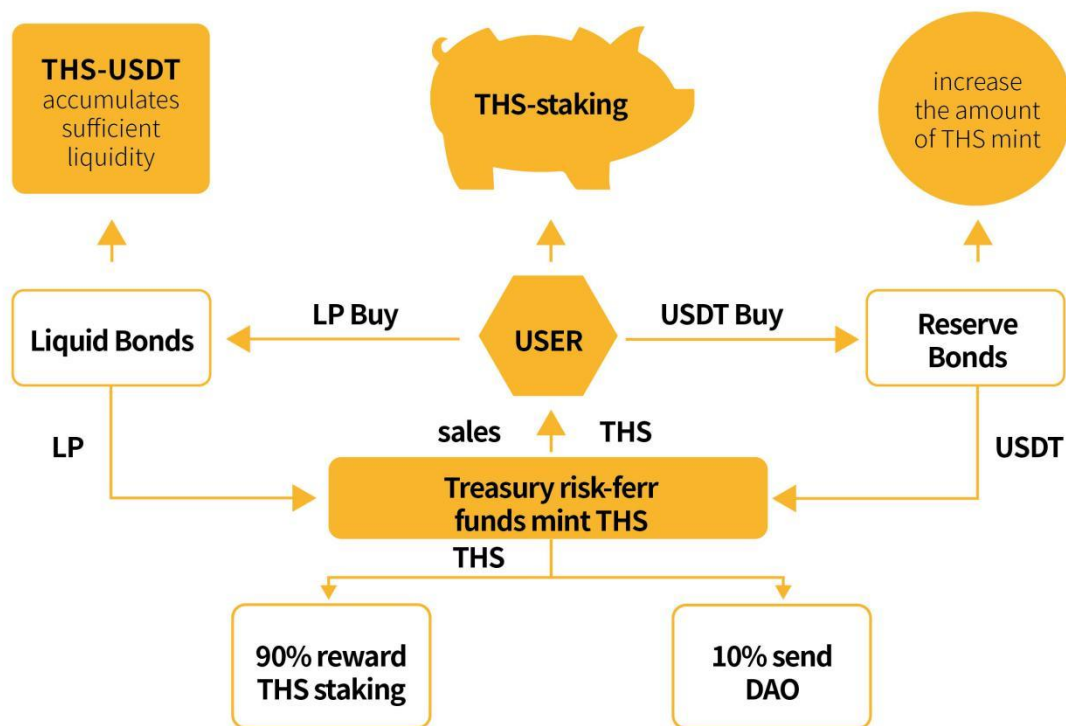 THS-USDT
accumulates
sufficient
liquidity
THS-staking
increase
the amount
of THS mint
Liquid Bonds
LP Buy
USER
USDT Buy
Reserve
Bonds
LP
sales
THS
USDT
Treasury risk-ferr
funds mint THS
THS
90% reward
THS staking
10% send
DAO